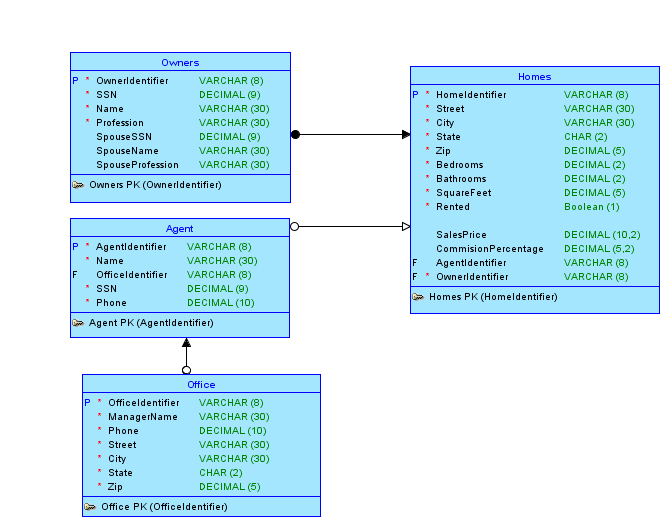 Owners
P * OwnerIdentifier VARCHAR (8)
* SSN DECIMAL (9)
* Name VARCHAR (30)
* Profession VARCHAR (30)
SpouseSSN DECIMAL (9)
SpouseName VARCHAR (30)
SpouseProfession VARCHAR (30)
Owners PK (OwnerIdentifier)
Homes
P * HomeIdentifier VARCHAR (8)
* Street VARCHAR (30)
* City VARCHAR (30)
* State CHAR (2)
* Zip DECIMAL (5)
* Bedrooms DECIMAL (2)
* Bathrooms DECIMAL (2)
* SquareFeet DECIMAL (5)
* Rented Boolean (1)
SalesPrice DECIMAL (10,2)
CommisionPercentage DECIMAL (5,2)
F AgentIdentifier VARCHAR (8)
F * OwnerIdentifier VARCHAR (8)
Homes PK (HomeIdentifier)
Agent
P * AgentIdentifier VARCHAR (8)
* Name VARCHAR (30)
F OfficeIdentifier VARCHAR (8)
* SSN DECIMAL (9)
* Phone DECIMAL (10)
Agent PK (AgentIdentifier)
Office
P * OfficeIdentifier VARCHAR (8)
* ManagerName VARCHAR (30)
* Phone DECIMAL (10)
* Street VARCHAR (30)
* City VARCHAR (30)
* State CHAR (2)
* Zip DECIMAL (5)
Office PK (OfficeIdentifier)